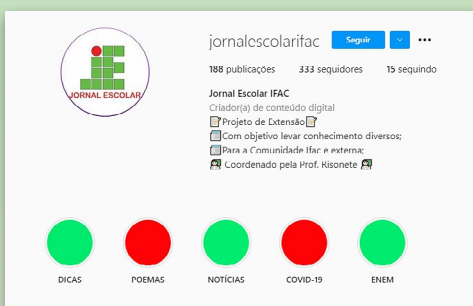 jornalescolarifac Seguir
188 publicações 333 seguidores 15 seguindo
JORNAL ESCOLAR
Jornal Escolar IFAC
Criador(a) de conteúdo digital
Projeto de Extensão
Com objetivo levar conhecimento diversos;
Para a Comunidade Ifac e externa;
Coordenado pela Prof. Risonete
DICAS POEMAS NOTÍCIAS COVID-19 ENEM